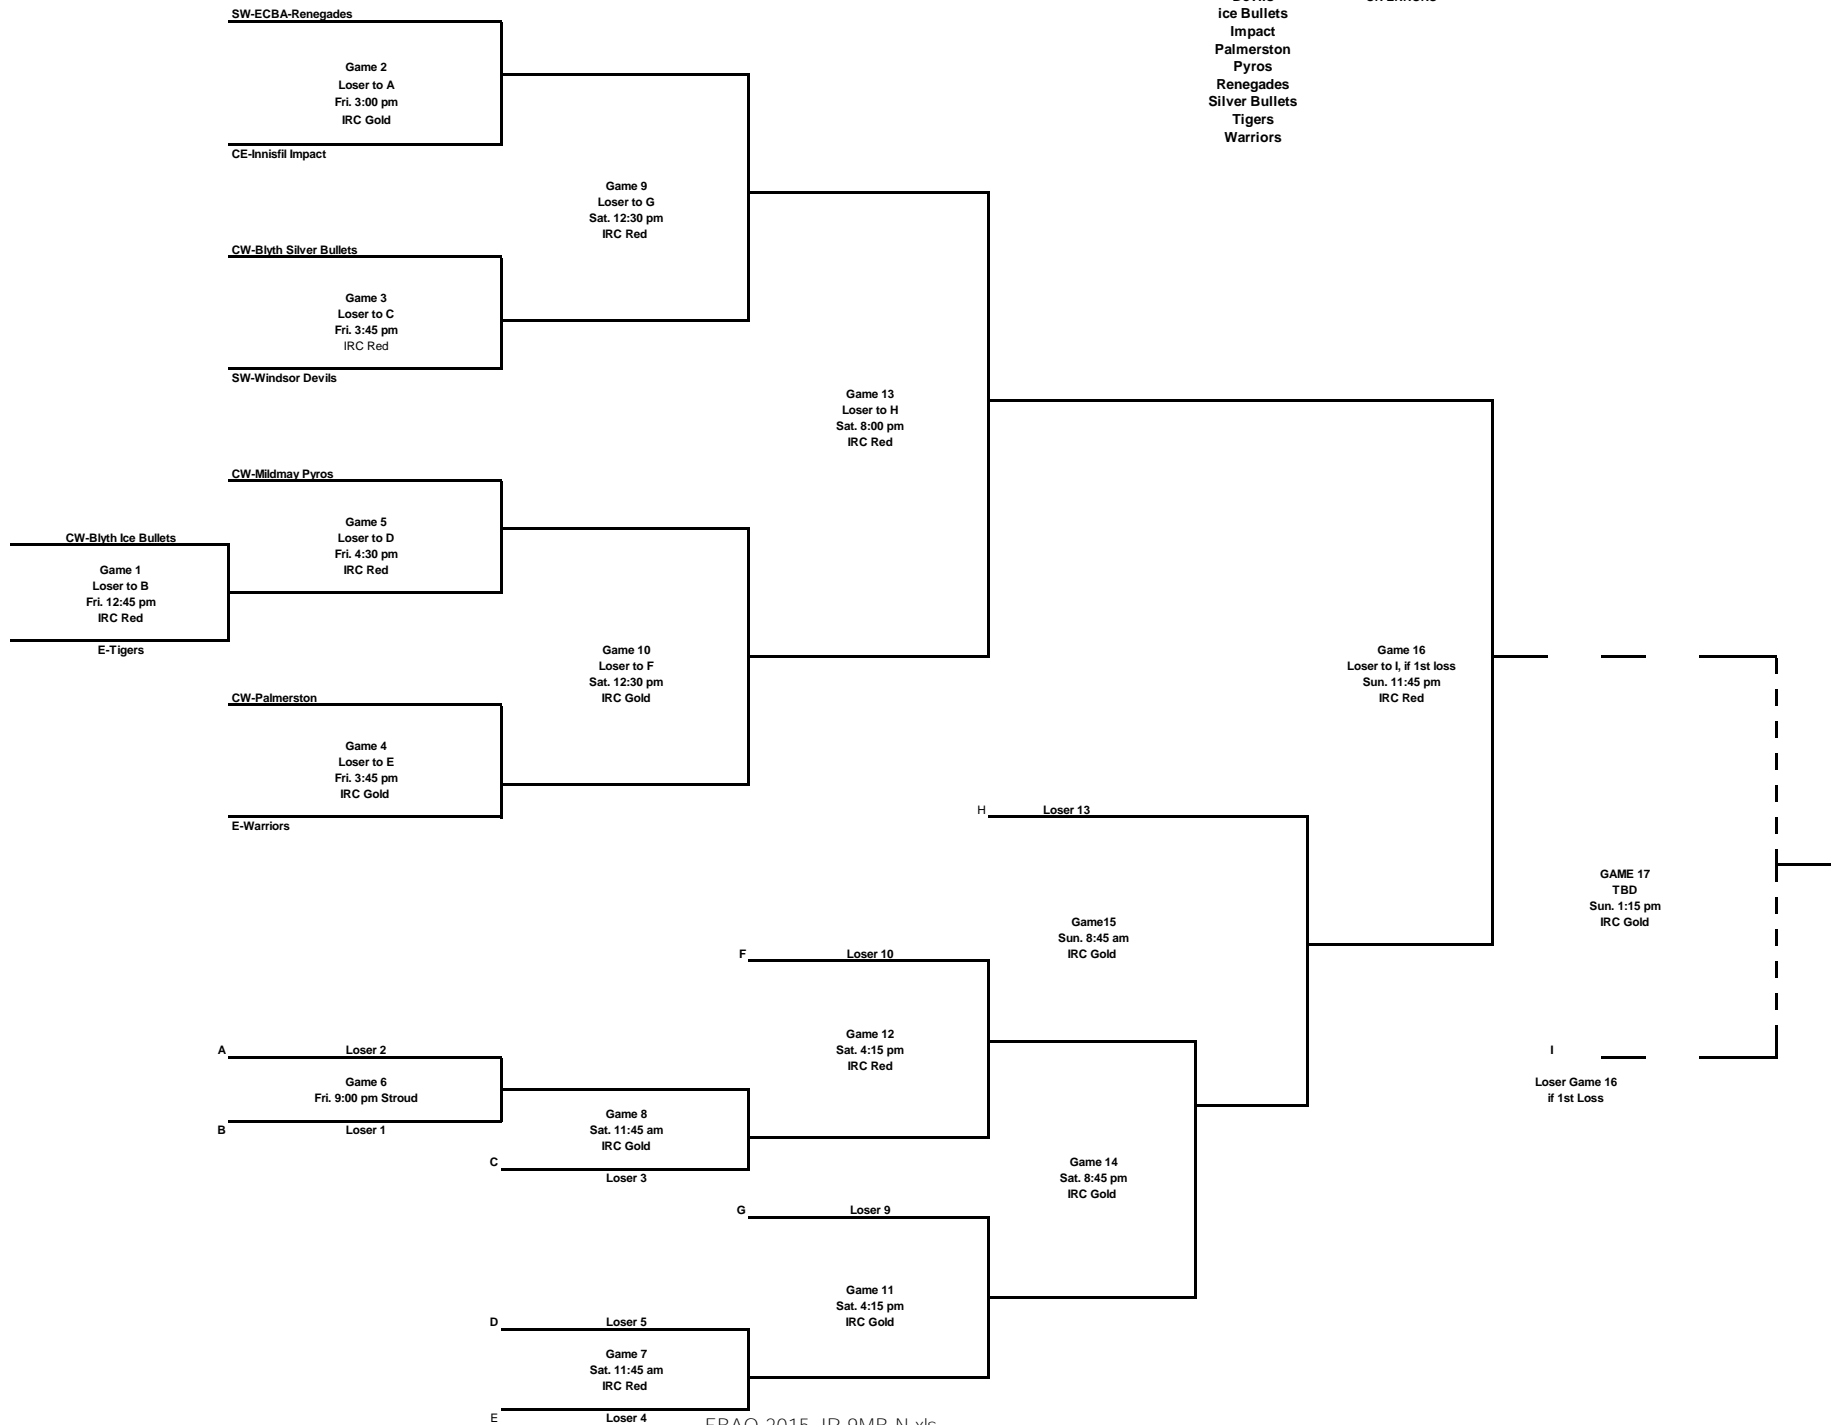 SW-ECBA-Renegades
ice Bullets
Impact
Palmerston
Pyros
Renegades
Silver Bullets
Tigers
Warriors
Game 2
Loser to A
Fri. 3:00 pm
IRC Gold
CE-Innisfil Impact
Game 9
Loser to G
Sat. 12:30 pm
IRC Red
CW-Blyth Silver Bullets
Game 3
Loser to C
Fri. 3:45 pm
IRC Red
SW-Windsor Devils
Game 13
Loser to H
Sat. 8:00 pm
IRC Red
CW-Mildmay Pyros
Game 5
Loser to D
Fri. 4:30 pm
IRC Red
CW-Blyth Ice Bullets
Game 1
Loser to B
Fri. 12:45 pm
IRC Red
E-Tigers
Game 10
Loser to F
Sat. 12:30 pm
IRC Gold
Game 16
Loser to I, if 1st loss
Sun. 11:45 pm
IRC Red
CW-Palmerston
Game 4
Loser to E
Fri. 3:45 pm
IRC Gold
E-Warriors
H Loser 13
GAME 17
TBD
Sun. 1:15 pm
IRC Gold
Game15
Sun. 8:45 am
IRC Gold
F Loser 10
Game 12
Sat. 4:15 pm
IRC Red
A Loser 2
Game 6
Fri. 9:00 pm Stroud
B Loser 1
I
Loser Game 16
if 1st Loss
Game 8
Sat. 11:45 am
IRC Gold
C
Loser 3
Game 14
Sat. 8:45 pm
IRC Gold
G Loser 9
Game 11
Sat. 4:15 pm
IRC Gold
D Loser 5
Game 7
Sat. 11:45 am
IRC Red
E Loser 4